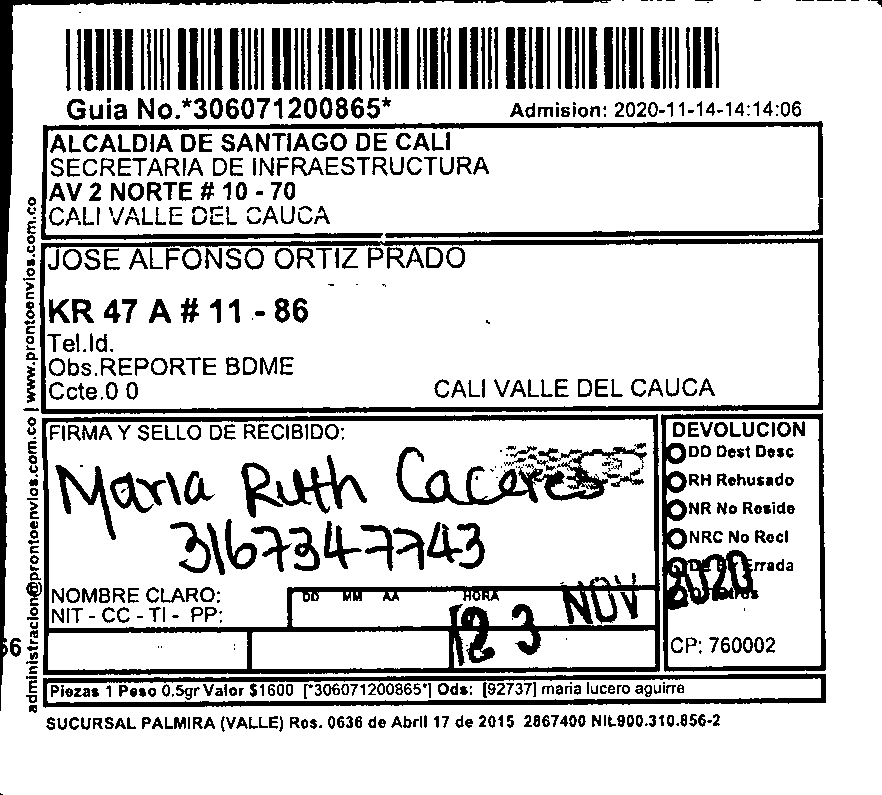 Guia No.*306071200865*
Admision: 2020-11-14-14:14:06
ALCALDIA DE SANTIAGO DE CALI
SECRETARIA DE INFRAESTRUCTURA
AV 2 NORTE # 10 - 70
CALI VALLE DEL CAUCA
JOSE ALFONSO ORTIZ PRADO
KR 47 A # 11 - 86
Tel.Id.
Obs.REPORTE BDME
Ccte.0 0
CALI VALLE DEL CAUCA
administracion@prontoenvios.com.co | www.prontoenvios.com.co
FIRMA Y SELLO DE RECIBIDO:
Maria Ruth Caceres
3167347743
NOMBRE CLARO:
NIT - CC - TI - PP:
DD MM AA HORA
23 NOV 2020
DEVOLUCION
DD Dest Desc
RH Rehusado
NR No Reside
NRC No Recl
Errada
CP: 760002
Piezas 1 Peso 0.5gr Valor $1600 [*306071200865*] Ods: [92737] maria lucero aguirre
SUCURSAL PALMIRA (VALLE) Res. 0636 de Abril 17 de 2015 2867400 Nit.900.310.856-2